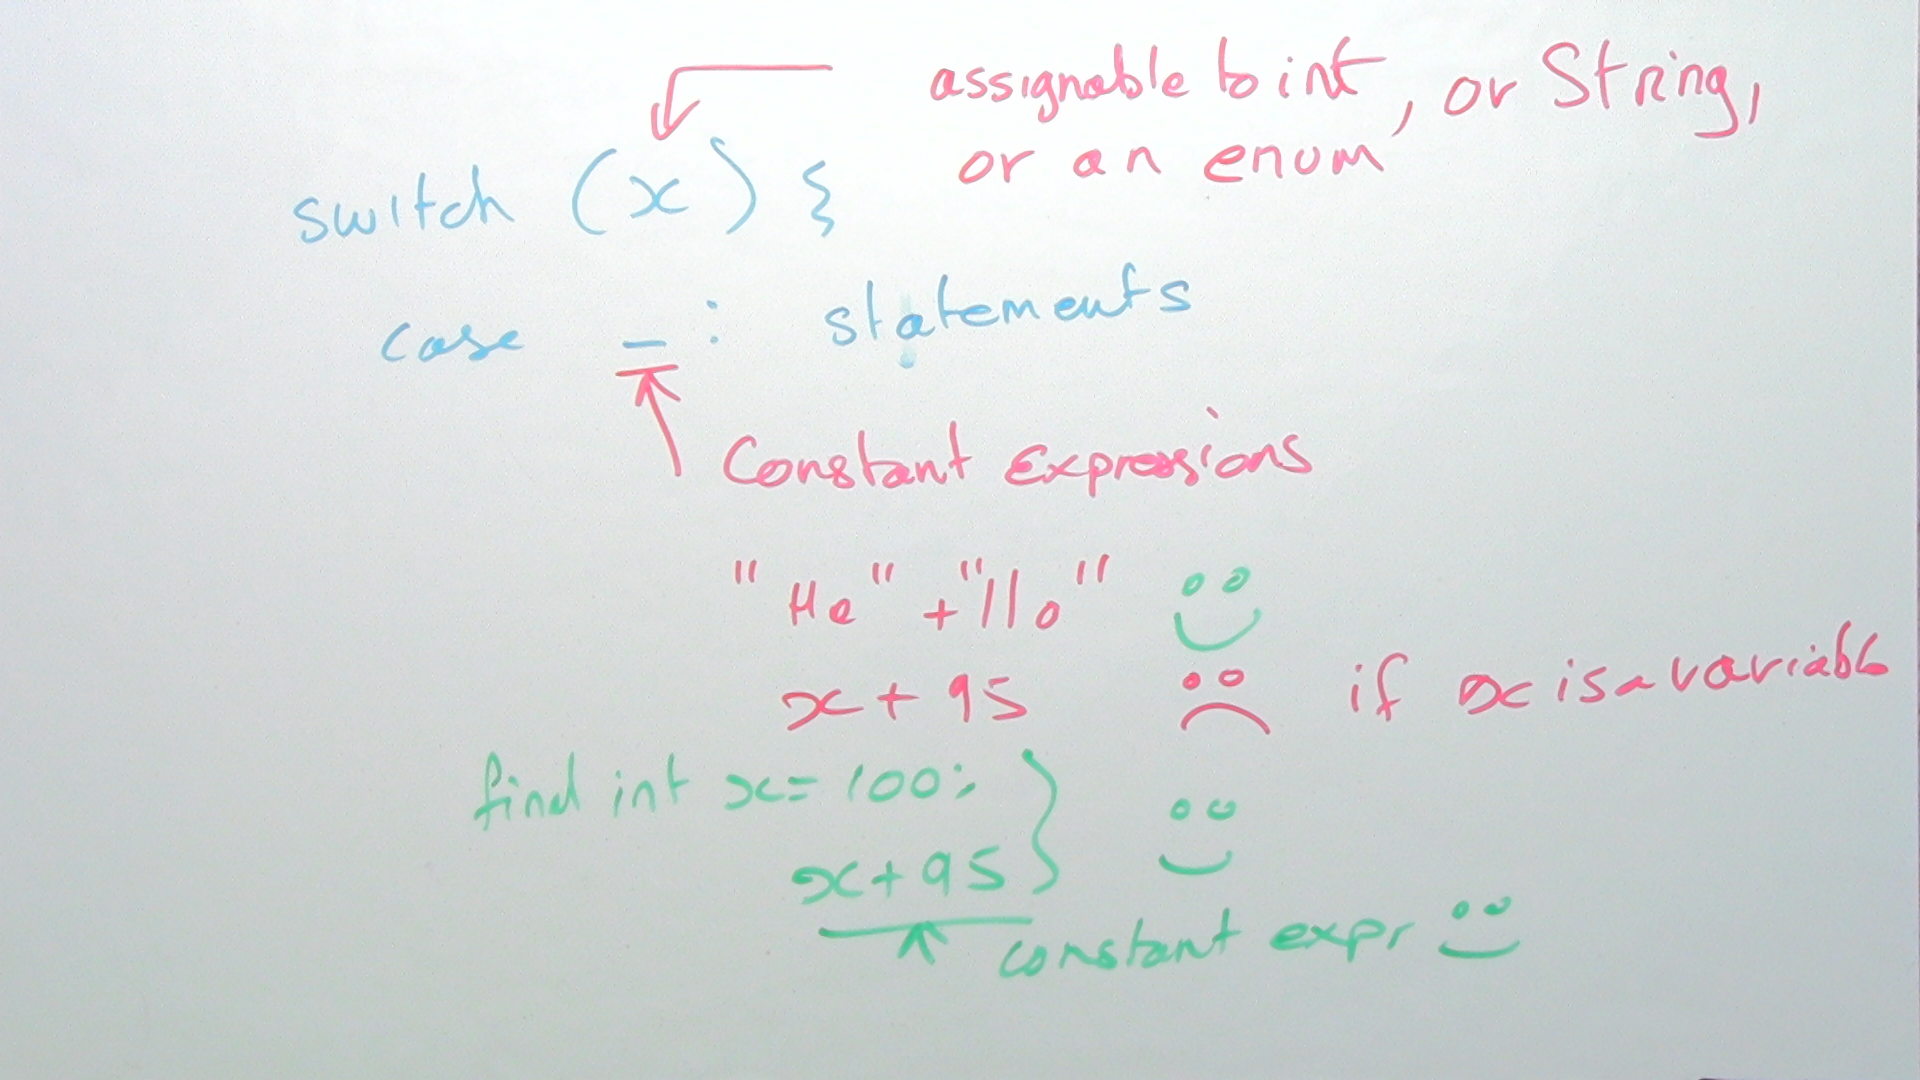 assignable to int, or String,
or an enum
switch (x) {
case _: statements
Constant Expressions
"He" + "llo"
x + 95 if x is a variable
final int x = 100;
x + 95
constant expr